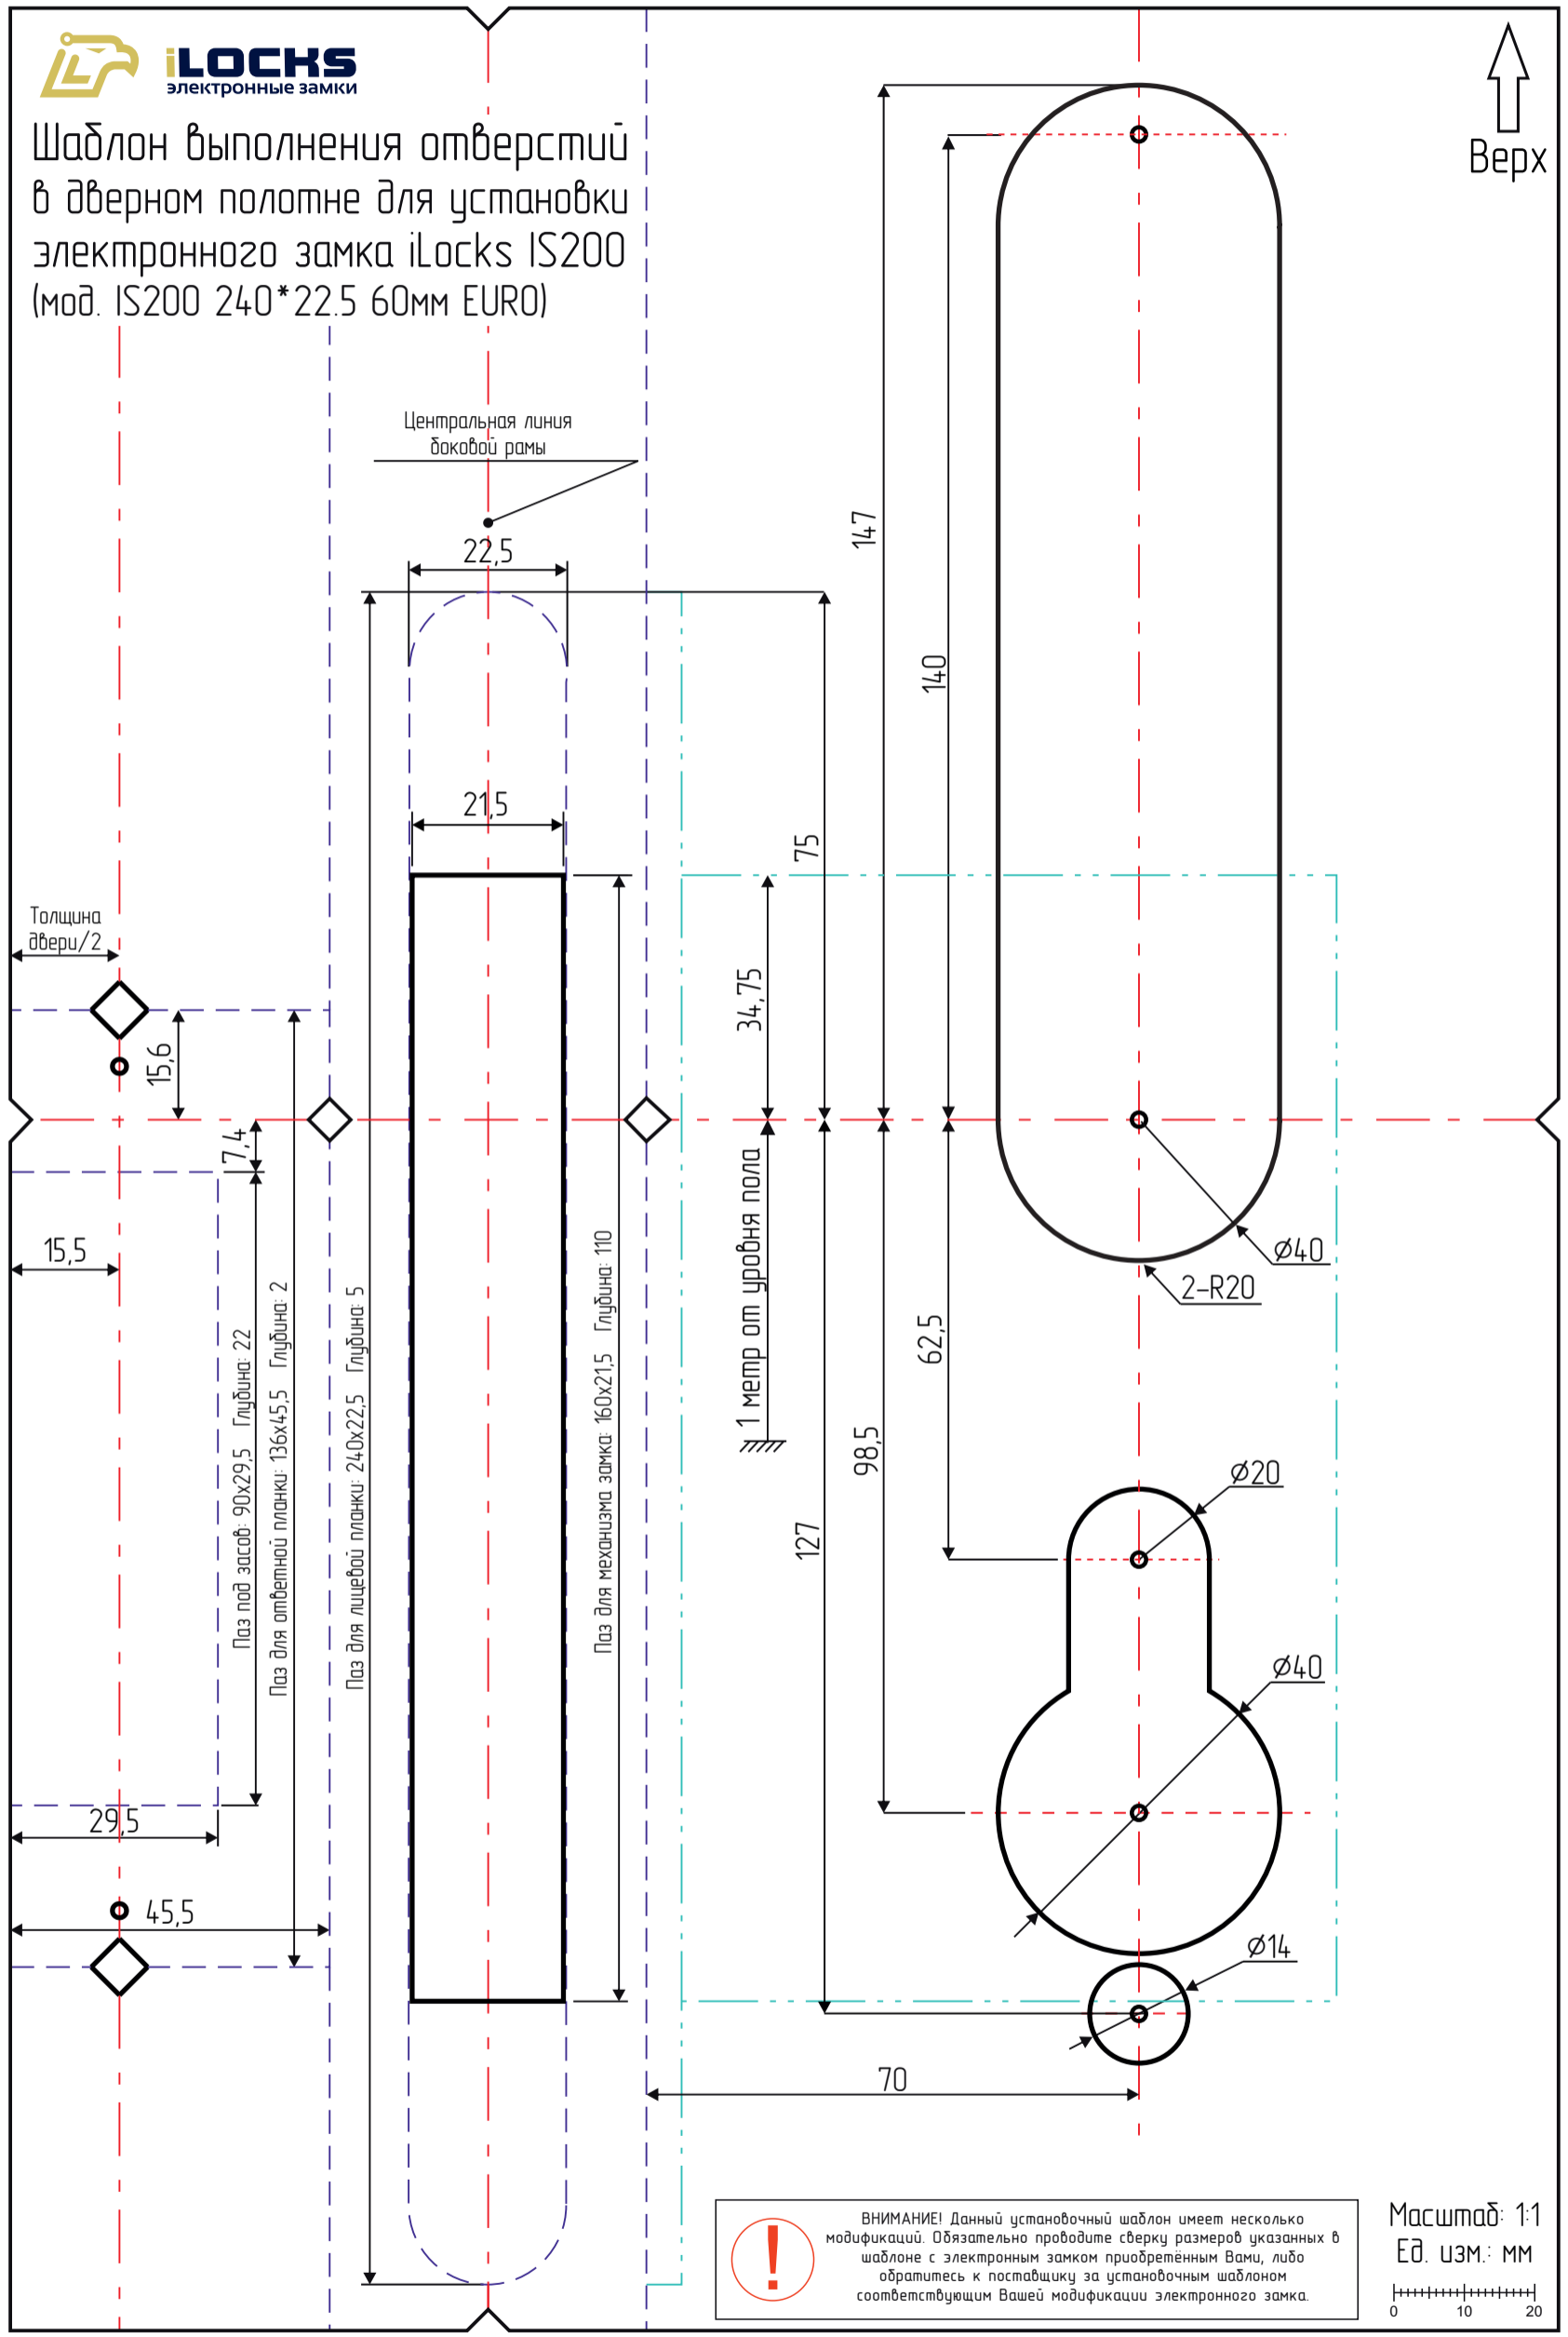 iLOCKS
электронные замки
Шаблон выполнения отверстий
в дверном полотне для установки
электронного замка iLocks IS200
(мод. IS200 240*22.5 60мм EURO)
Верх
Центральная линия
боковой рамы
22,5
147
140
21,5
75
Толщина
двери/2
34,75
15,6
7,4
15,5
1 метр от уровня пола
Ø40
2-R20
62,5
Паз под засов: 90х29,5 Глубина: 22
Паз для ответной планки: 136х45,5 Глубина: 2
Паз для лицевой планки: 240х22,5 Глубина: 5
Паз для механизма замка: 160х21,5 Глубина: 110
98,5
127
Ø20
Ø40
29,5
45,5
Ø14
70
ВНИМАНИЕ! Данный установочный шаблон имеет несколько
модификаций. Обязательно проводите сверку размеров указанных в
шаблоне с электронным замком приобретённым Вами, либо
обратитесь к поставщику за установочным шаблоном
соответствующим Вашей модификации электронного замка.
!
Масштаб: 1:1
Ед. изм.: мм
0 10 20